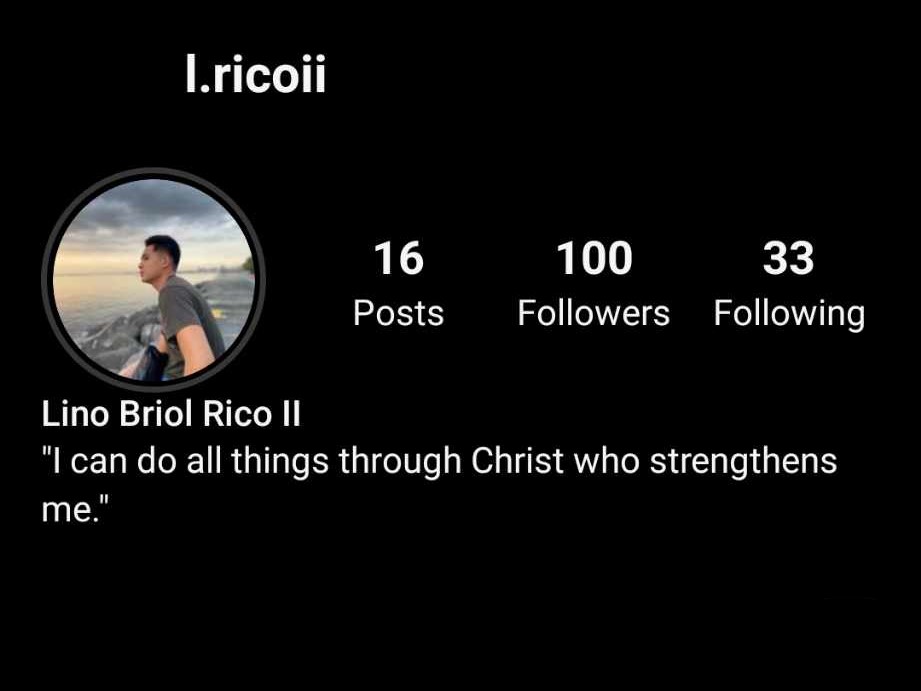 l.ricoii
16 100 33
Posts Followers Following
Lino Briol Rico II
"I can do all things through Christ who strengthens
me."